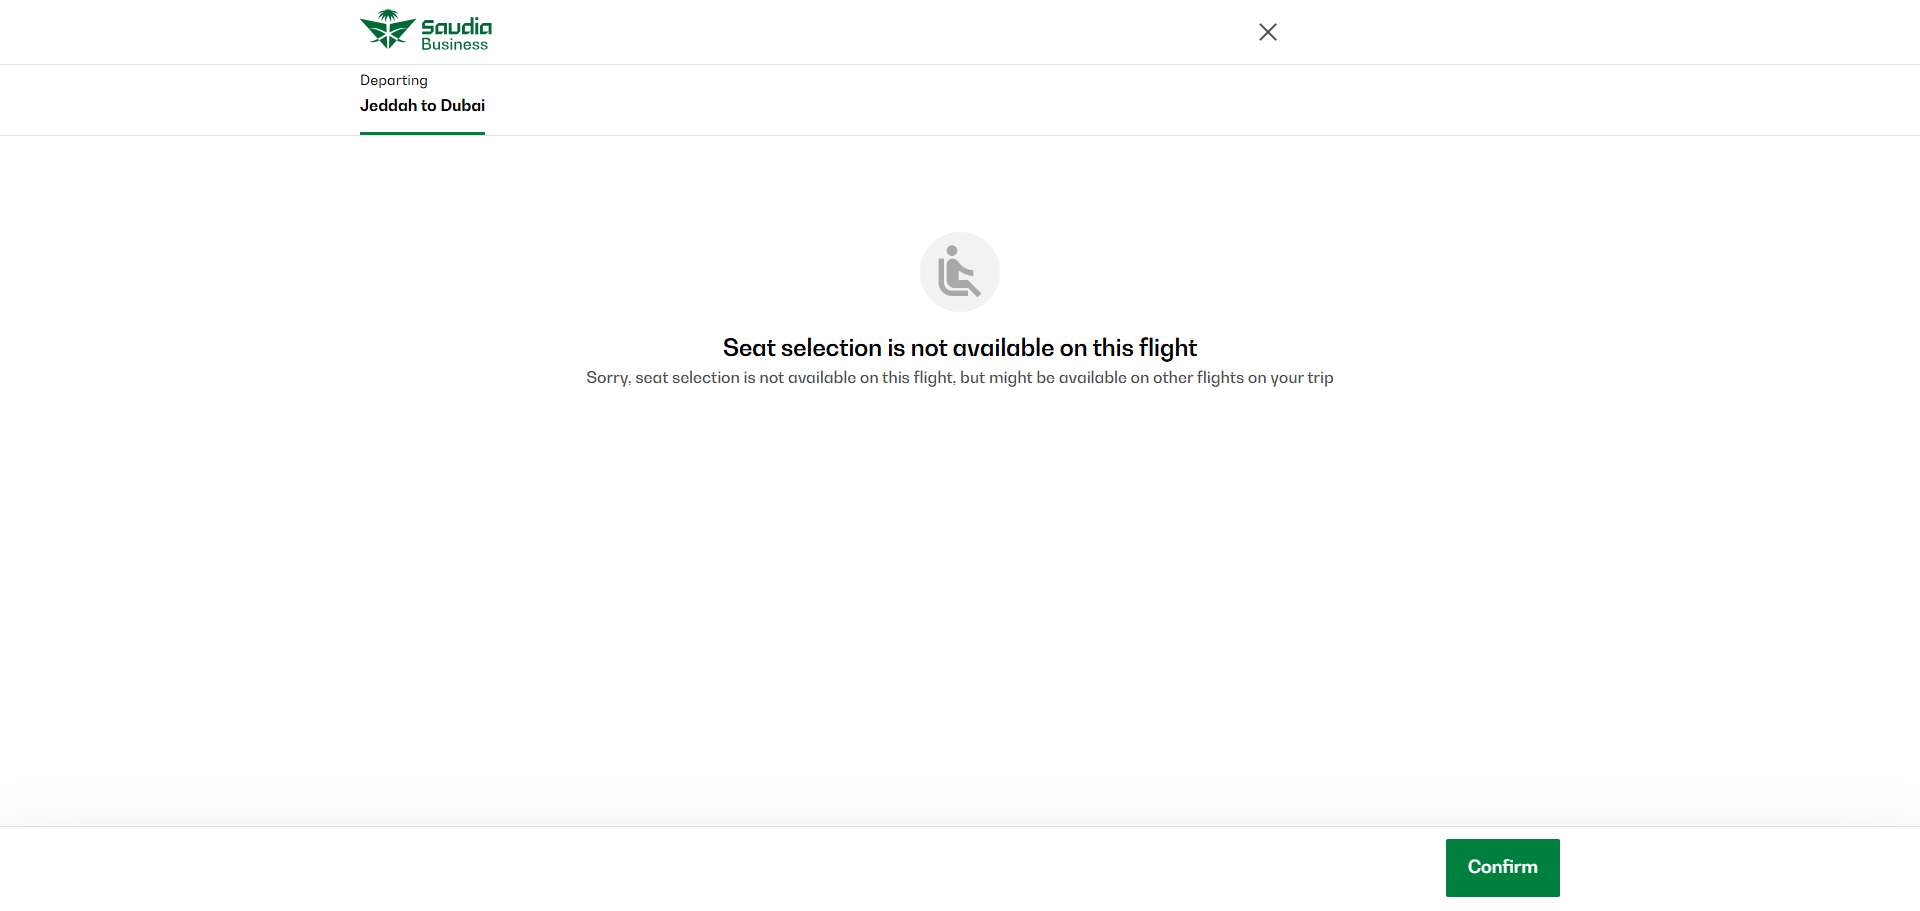 Saudia
Business
Departing
Jeddah to Dubai
Seat selection is not available on this flight
Sorry, seat selection is not available on this flight, but might be available on other flights on your trip
Confirm